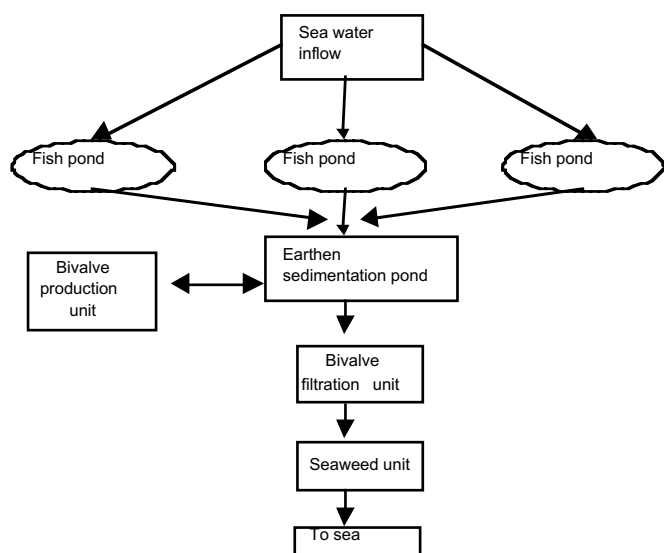 Sea water
inflow
Fish pond
Fish pond
Fish pond
Earthen
sedimentation pond
Bivalve
production
unit
Bivalve
filtration unit
Seaweed unit
To sea